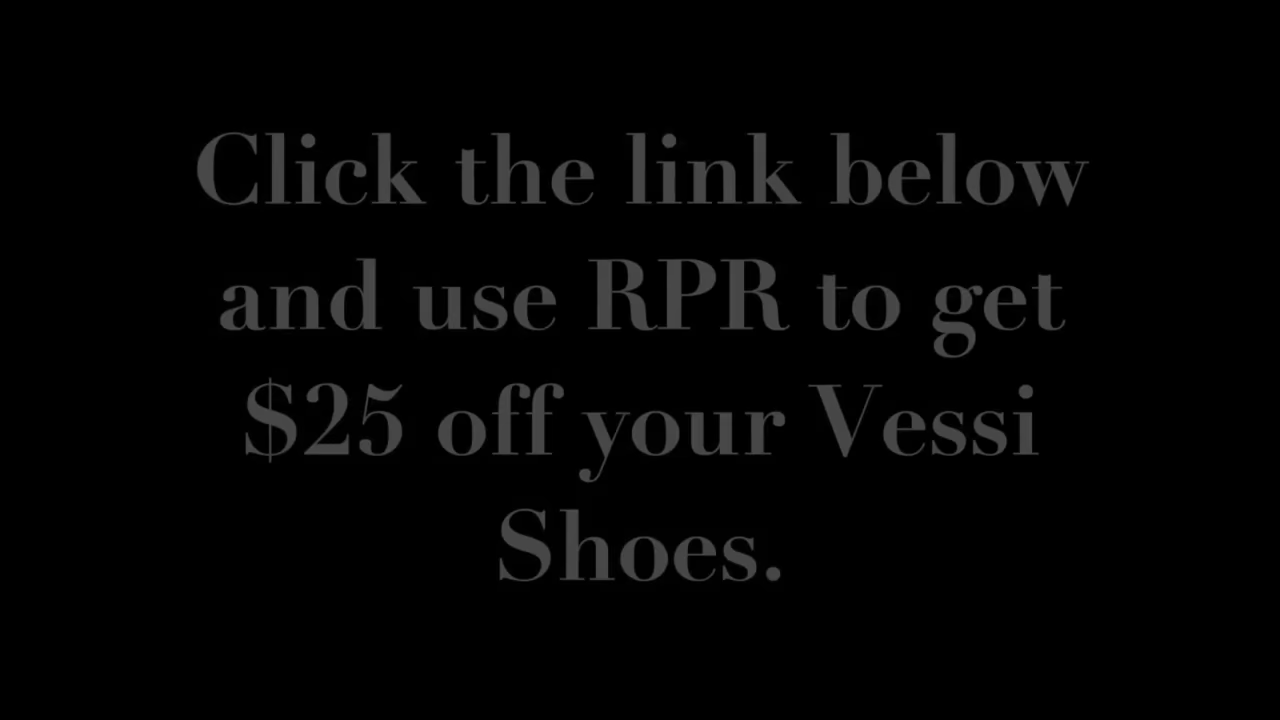 Click the link below
and use RPR to get
$25 off your Vessi
Shoes.